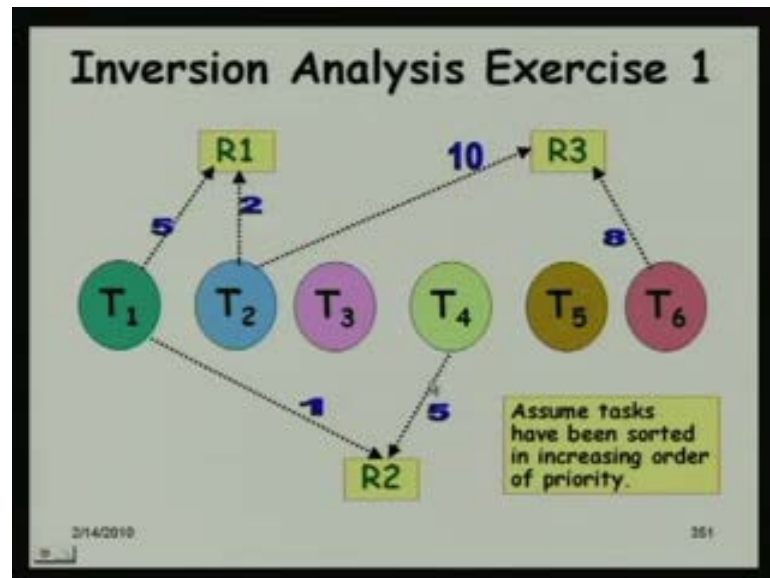 Inversion Analysis Exercise 1
R1
10
R3
5
2
8
T1 T2 T3 T4 T5 T6
1
5
Assume tasks
have been sorted
in increasing order
of priority.
R2
2/14/2010
351